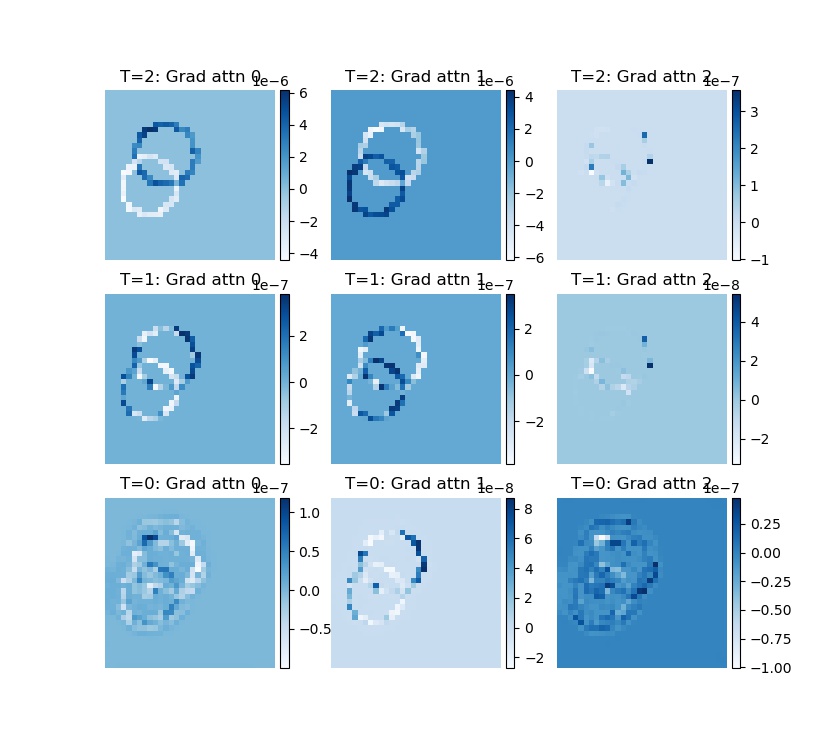 T=2: Grad attn 0
1e−6
T=2: Grad attn 1
1e−6
T=2: Grad attn 2
1e−7
6
4
2
0
−2
−4
4
2
0
−2
−4
−6
3
2
1
0
−1
T=1: Grad attn 0
1e−7
T=1: Grad attn 1
1e−7
T=1: Grad attn 2
1e−8
2
0
−2
2
0
−2
4
2
0
−2
T=0: Grad attn 0
1e−7
T=0: Grad attn 1
1e−8
T=0: Grad attn 2
1e−7
1.0
0.5
0.0
−0.5
8
6
4
2
0
−2
0.25
0.00
−0.25
−0.50
−0.75
−1.00